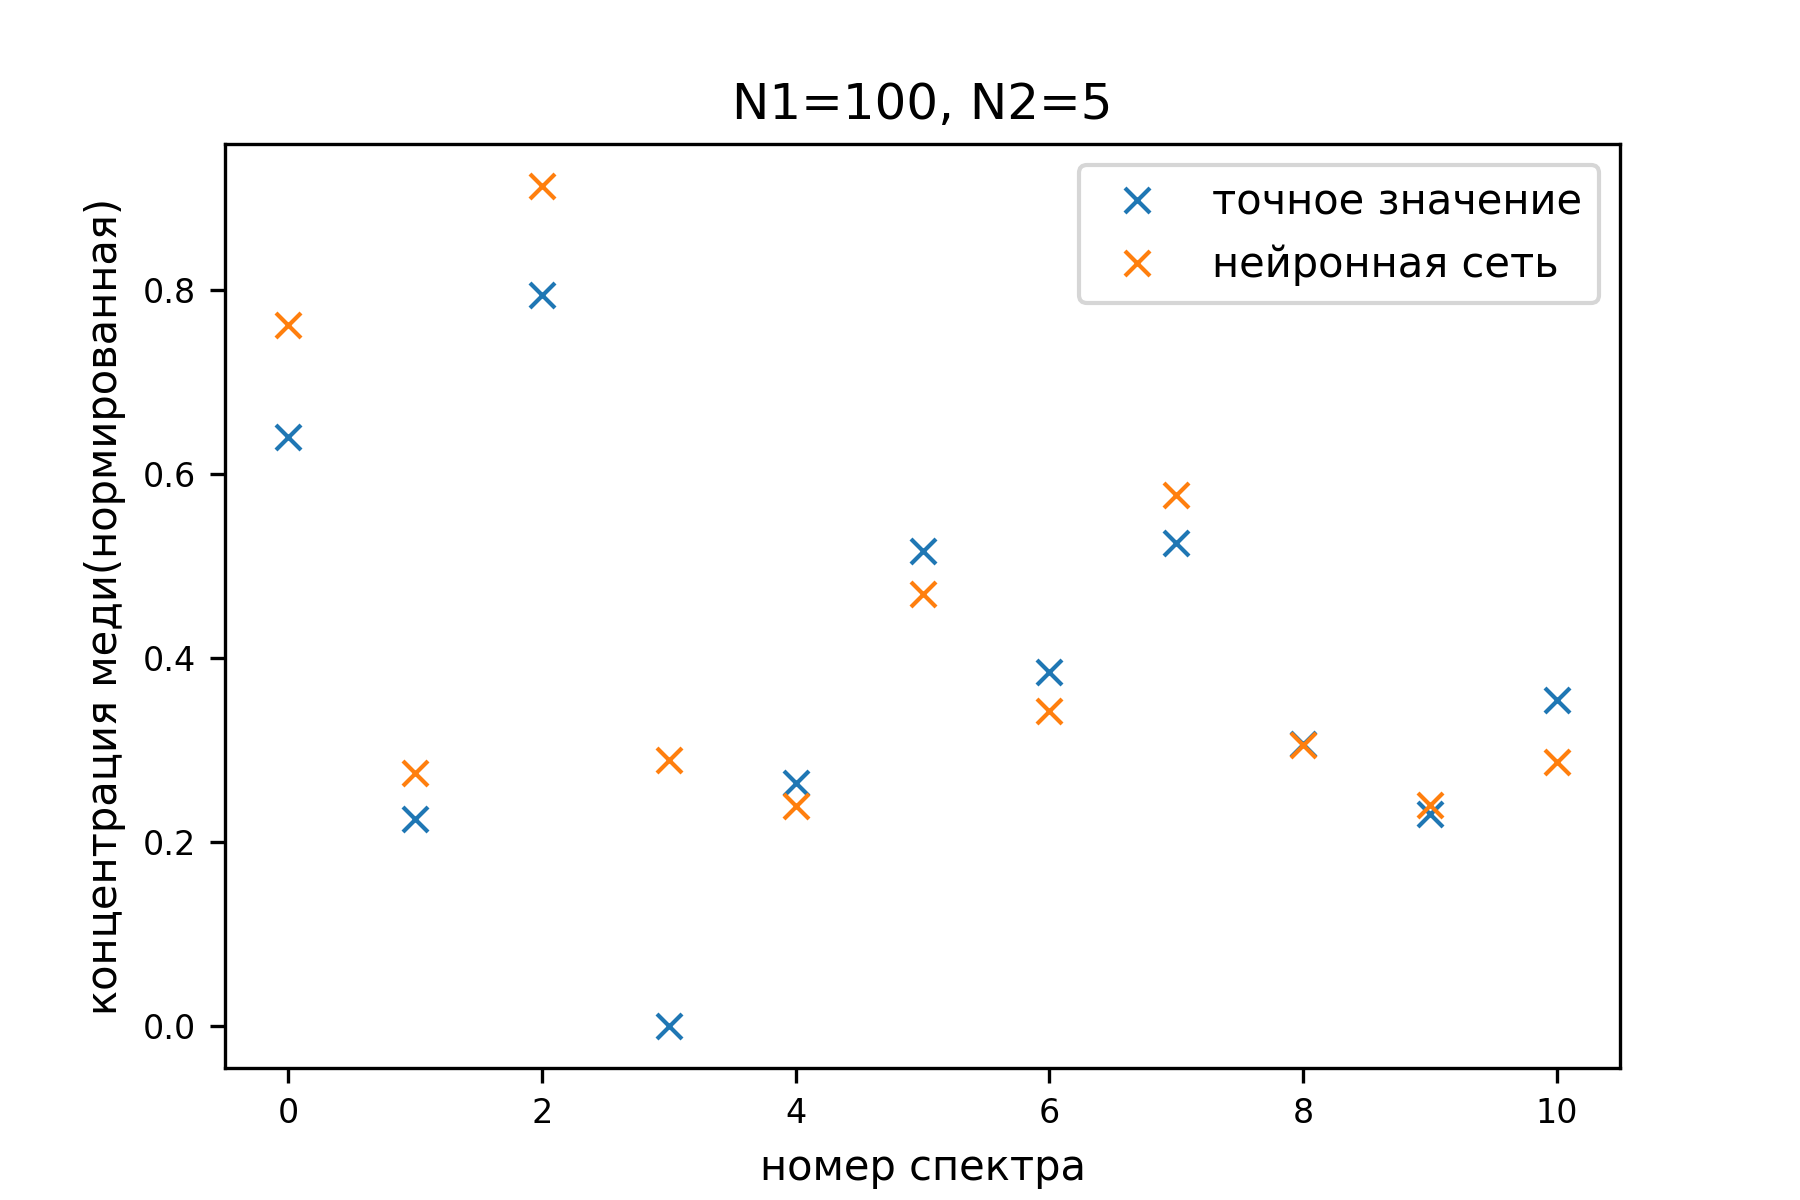 N1=100, N2=5
точное значение
нейронная сеть
концентрация меди(нормированная)
0.8
0.6
0.4
0.2
0.0
0 2 4 6 8 10
номер спектра